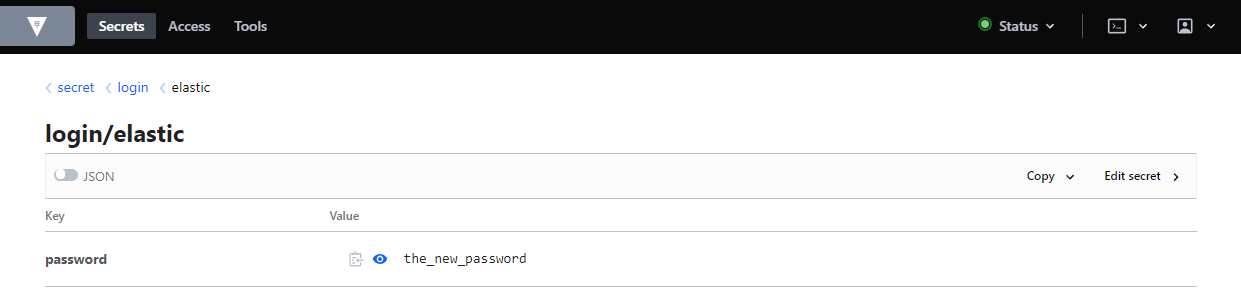 Secrets Access Tools Status
secret login elastic
login/elastic
JSON Copy Edit secret
Key Value
password the_new_password